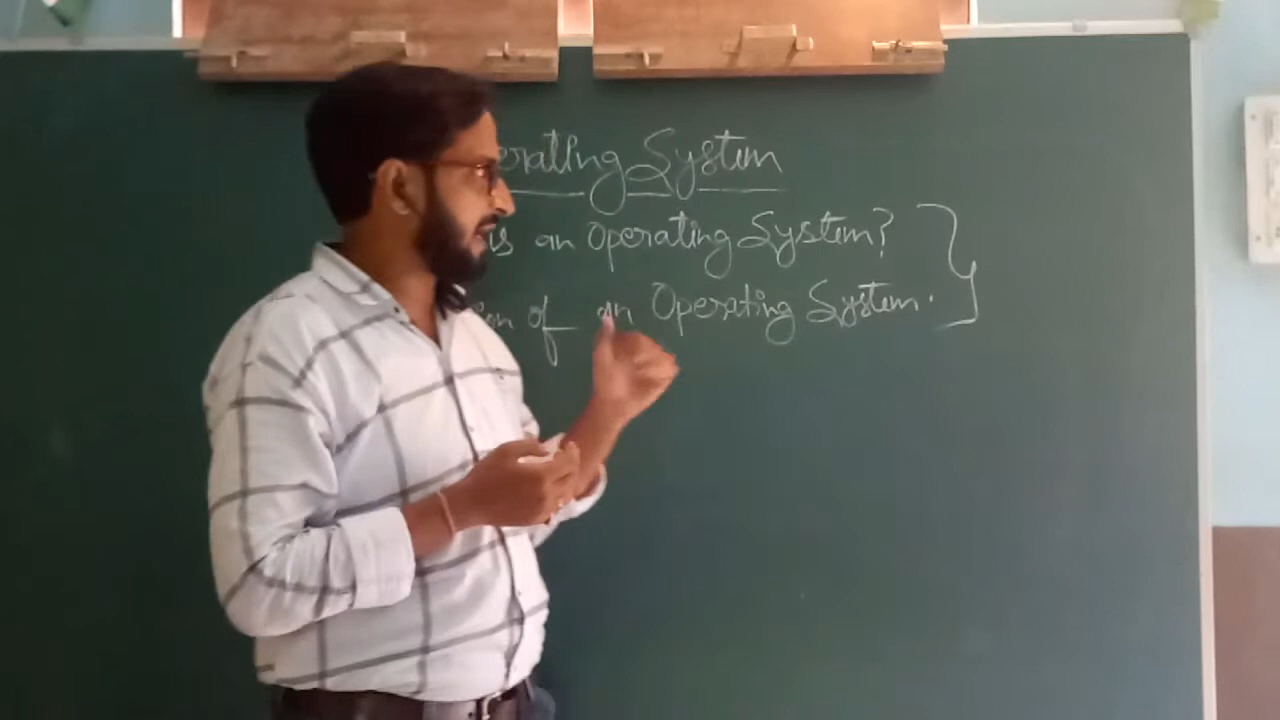 erating System
is an Operating System?
of an Operating System.